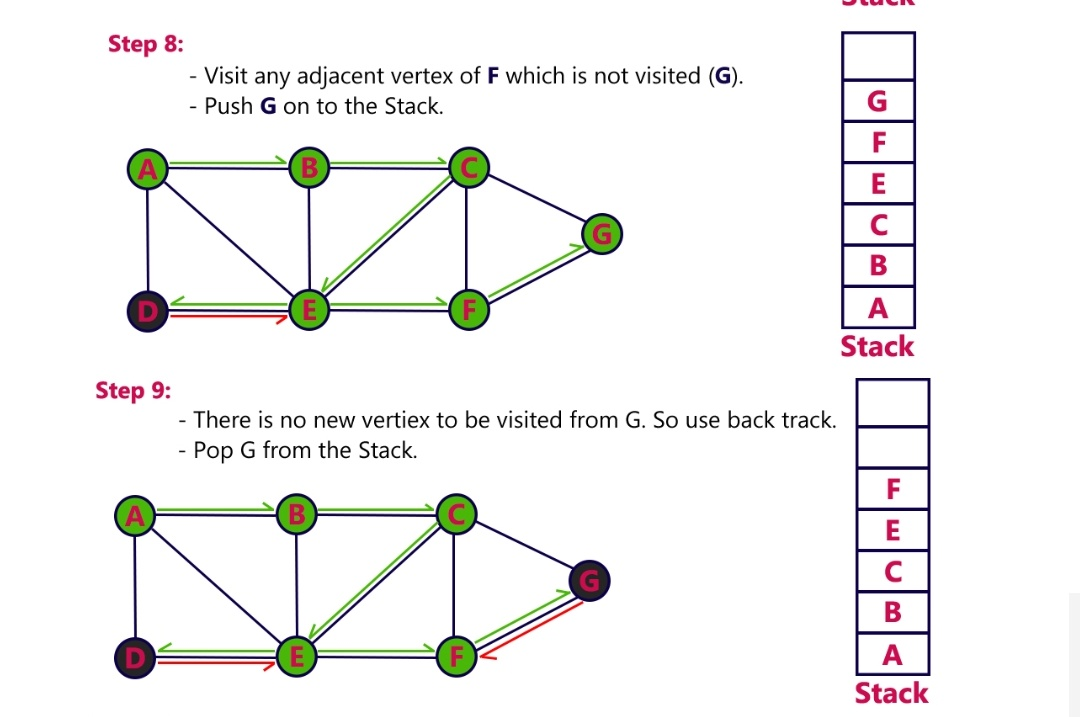 Stack
Step 8:
- Visit any adjacent vertex of F which is not visited (G).
- Push G on to the Stack.
A B C
G
D E F
G
F
E
C
B
A
Stack
Step 9:
- There is no new vertiex to be visited from G. So use back track.
- Pop G from the Stack.
A B C
G
D E F
F
E
C
B
A
Stack